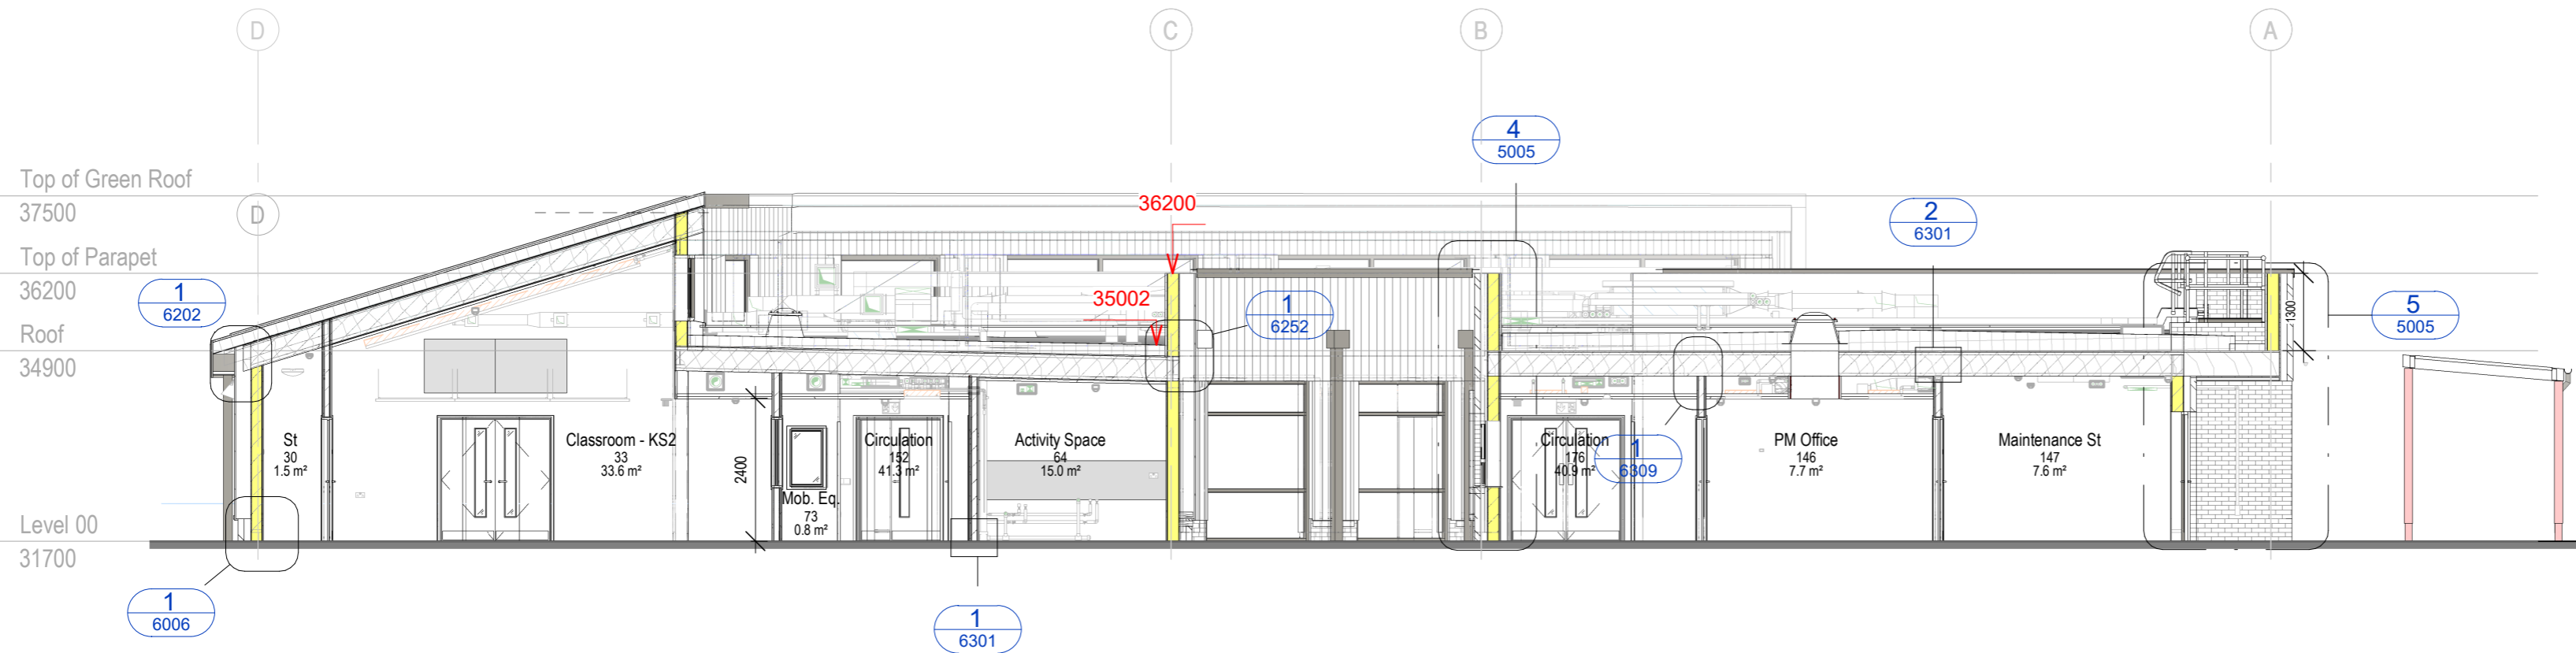 D
C
B
A
4
5005
Top of Green Roof
37500
D
36200
2
6301
Top of Parapet
36200
1
6202
35002
1
6252
1300
5
5005
Roof
34900
St
30
1.5 m²
Classroom - KS2
33
33.6 m²
2400
Mob. Eq.
73
0.8 m²
Circulation
152
41.3 m²
Activity Space
64
15.0 m²
Circulation
176
40.9 m²
1
6309
PM Office
146
7.7 m²
Maintenance St
147
7.6 m²
Level 00
31700
1
6006
1
6301